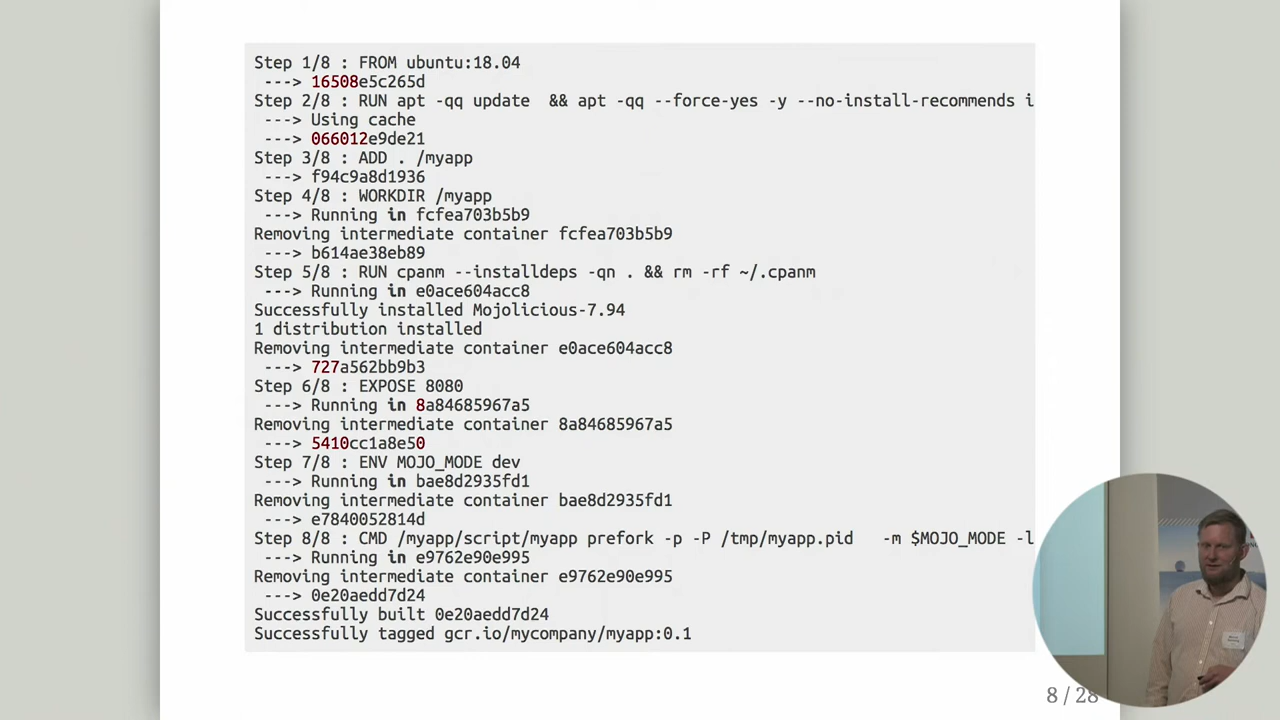 Step 1/8 : FROM ubuntu:18.04
---> 16508e5c265d
Step 2/8 : RUN apt -qq update  && apt -qq --force-yes -y --no-install-recommends i
---> Using cache
---> 066012e9de21
Step 3/8 : ADD . /myapp
---> f94c9a8d1936
Step 4/8 : WORKDIR /myapp
---> Running in fcfea703b5b9
Removing intermediate container fcfea703b5b9
---> b614ae38eb89
Step 5/8 : RUN cpanm --installdeps -qn . && rm -rf ~/.cpanm
---> Running in e0ace604acc8
Successfully installed Mojolicious-7.94
1 distribution installed
Removing intermediate container e0ace604acc8
---> 727a562bb9b3
Step 6/8 : EXPOSE 8080
---> Running in 8a84685967a5
Removing intermediate container 8a84685967a5
---> 5410cc1a8e50
Step 7/8 : ENV MOJO_MODE dev
---> Running in bae8d2935fd1
Removing intermediate container bae8d2935fd1
---> e7840052814d
Step 8/8 : CMD /myapp/script/myapp prefork -p -P /tmp/myapp.pid   -m $MOJO_MODE -l
---> Running in e9762e90e995
Removing intermediate container e9762e90e995
---> 0e20aedd7d24
Successfully built 0e20aedd7d24
Successfully tagged gcr.io/mycompany/myapp:0.1
8 / 28